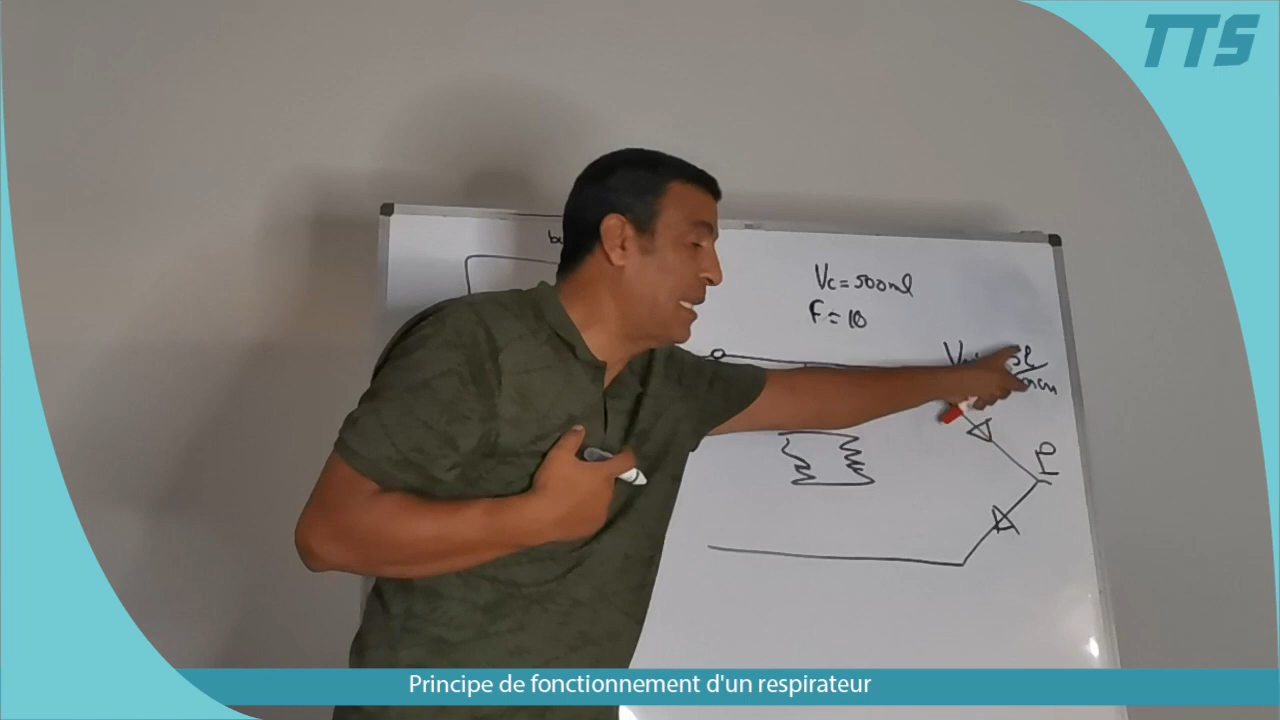 TTS
Vc = 500ml
F = 10
P
Principe de fonctionnement d'un respirateur